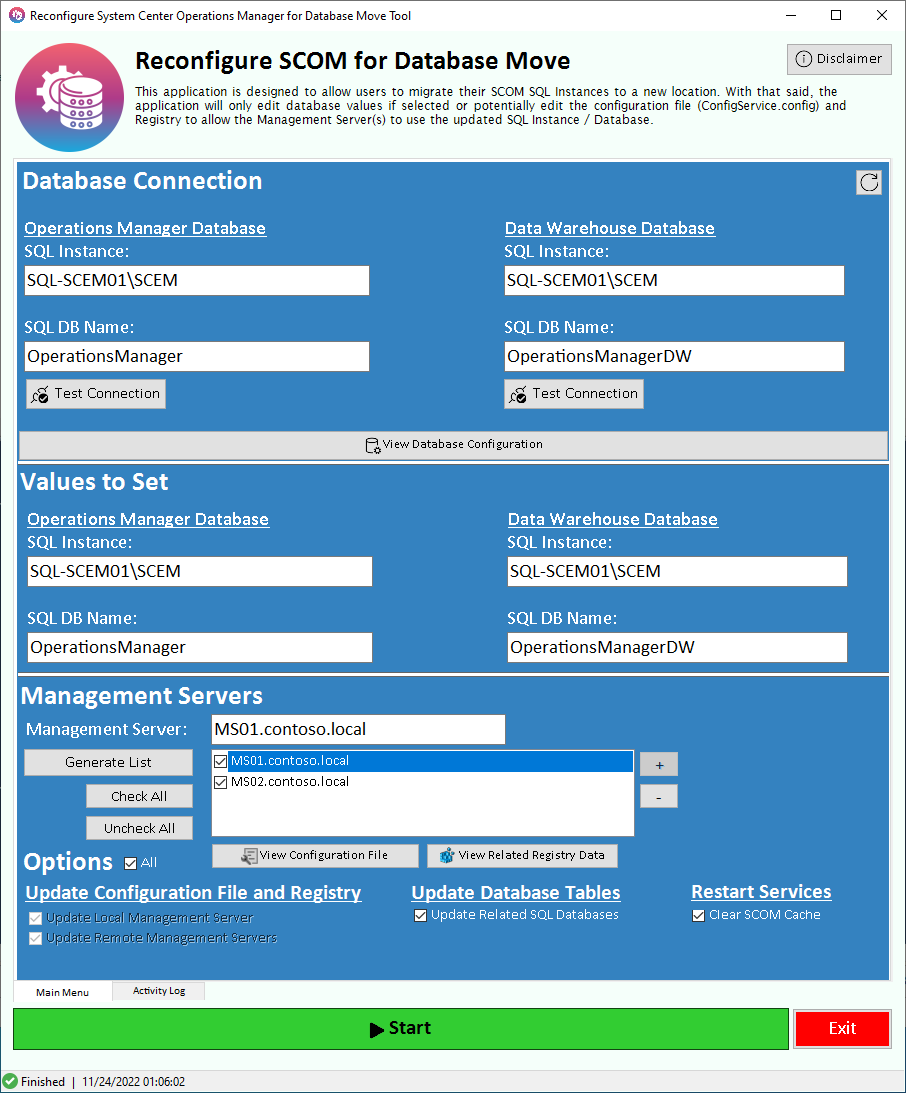 Reconfigure System Center Operations Manager for Database Move Tool
Reconfigure SCOM for Database Move
Disclaimer
This application is designed to allow users to migrate their SCOM SQL Instances to a new location. With that said, the
application will only edit database values if selected or potentially edit the configuration file (ConfigService.config) and
Registry to allow the Management Server(s) to use the updated SQL Instance / Database.
Database Connection
Operations Manager Database
SQL Instance:
SQL-SCEM01\SCEM
SQL DB Name:
OperationsManager
Test Connection
Data Warehouse Database
SQL Instance:
SQL-SCEM01\SCEM
SQL DB Name:
OperationsManagerDW
Test Connection
View Database Configuration
Values to Set
Operations Manager Database
SQL Instance:
SQL-SCEM01\SCEM
SQL DB Name:
OperationsManager
Data Warehouse Database
SQL Instance:
SQL-SCEM01\SCEM
SQL DB Name:
OperationsManagerDW
Management Servers
Management Server:
MS01.contoso.local
Generate List
Check All
Uncheck All
MS01.contoso.local
MS02.contoso.local
+
-
View Configuration File
View Related Registry Data
Options
All
Update Configuration File and Registry
Update Local Management Server
Update Remote Management Servers
Update Database Tables
Update Related SQL Databases
Restart Services
Clear SCOM Cache
Main Menu
Activity Log
Start
Exit
Finished | 11/24/2022 01:06:02